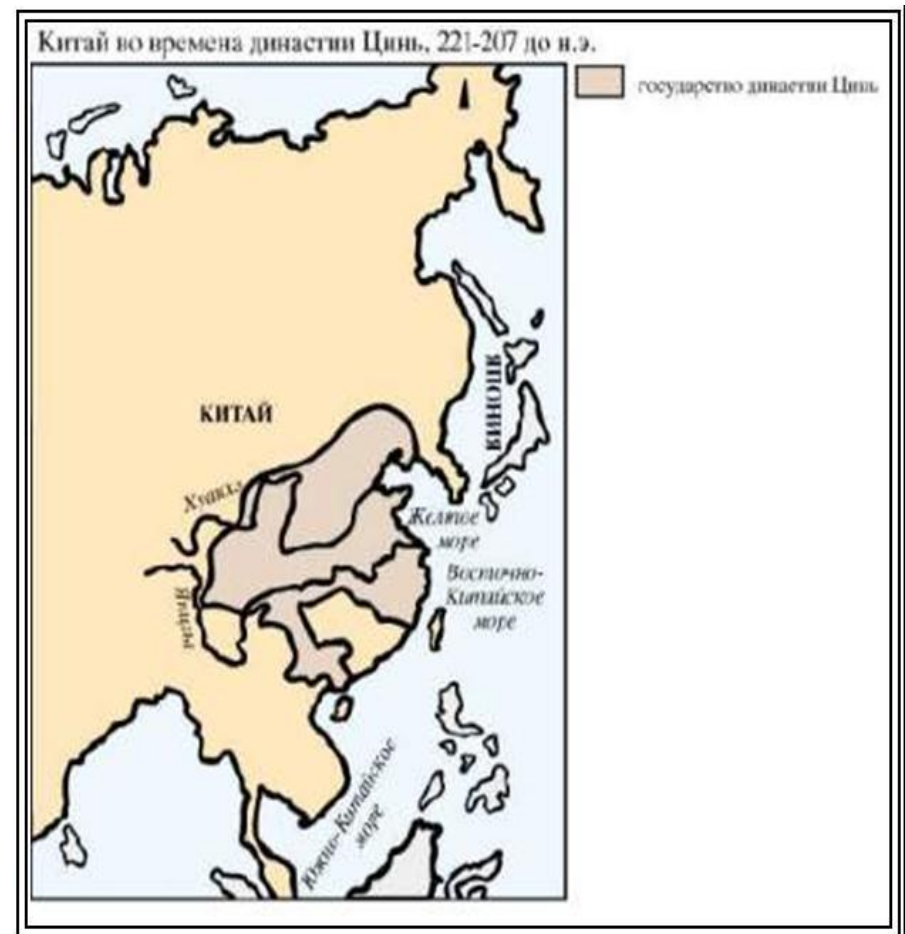 Китай во времена династии Цинь, 221-207 до н.э.
государство династии Цинь
КИТАЙ
ЯПОНИЯ
Хуанхэ
Желтое
море
Восточно-
Китайское
море
Янцзы
Южно-Китайское
море